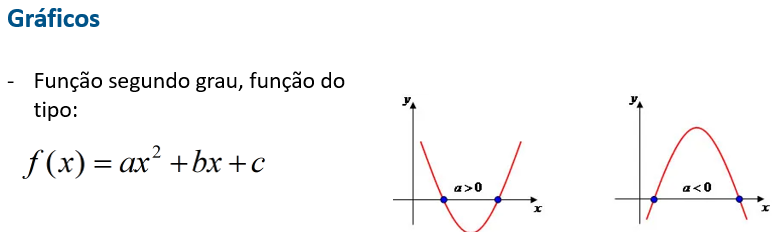 Gráficos
- Função segundo grau, função do
tipo:
f(x) = ax² + bx + c
y
a > 0
x
y
a < 0
x